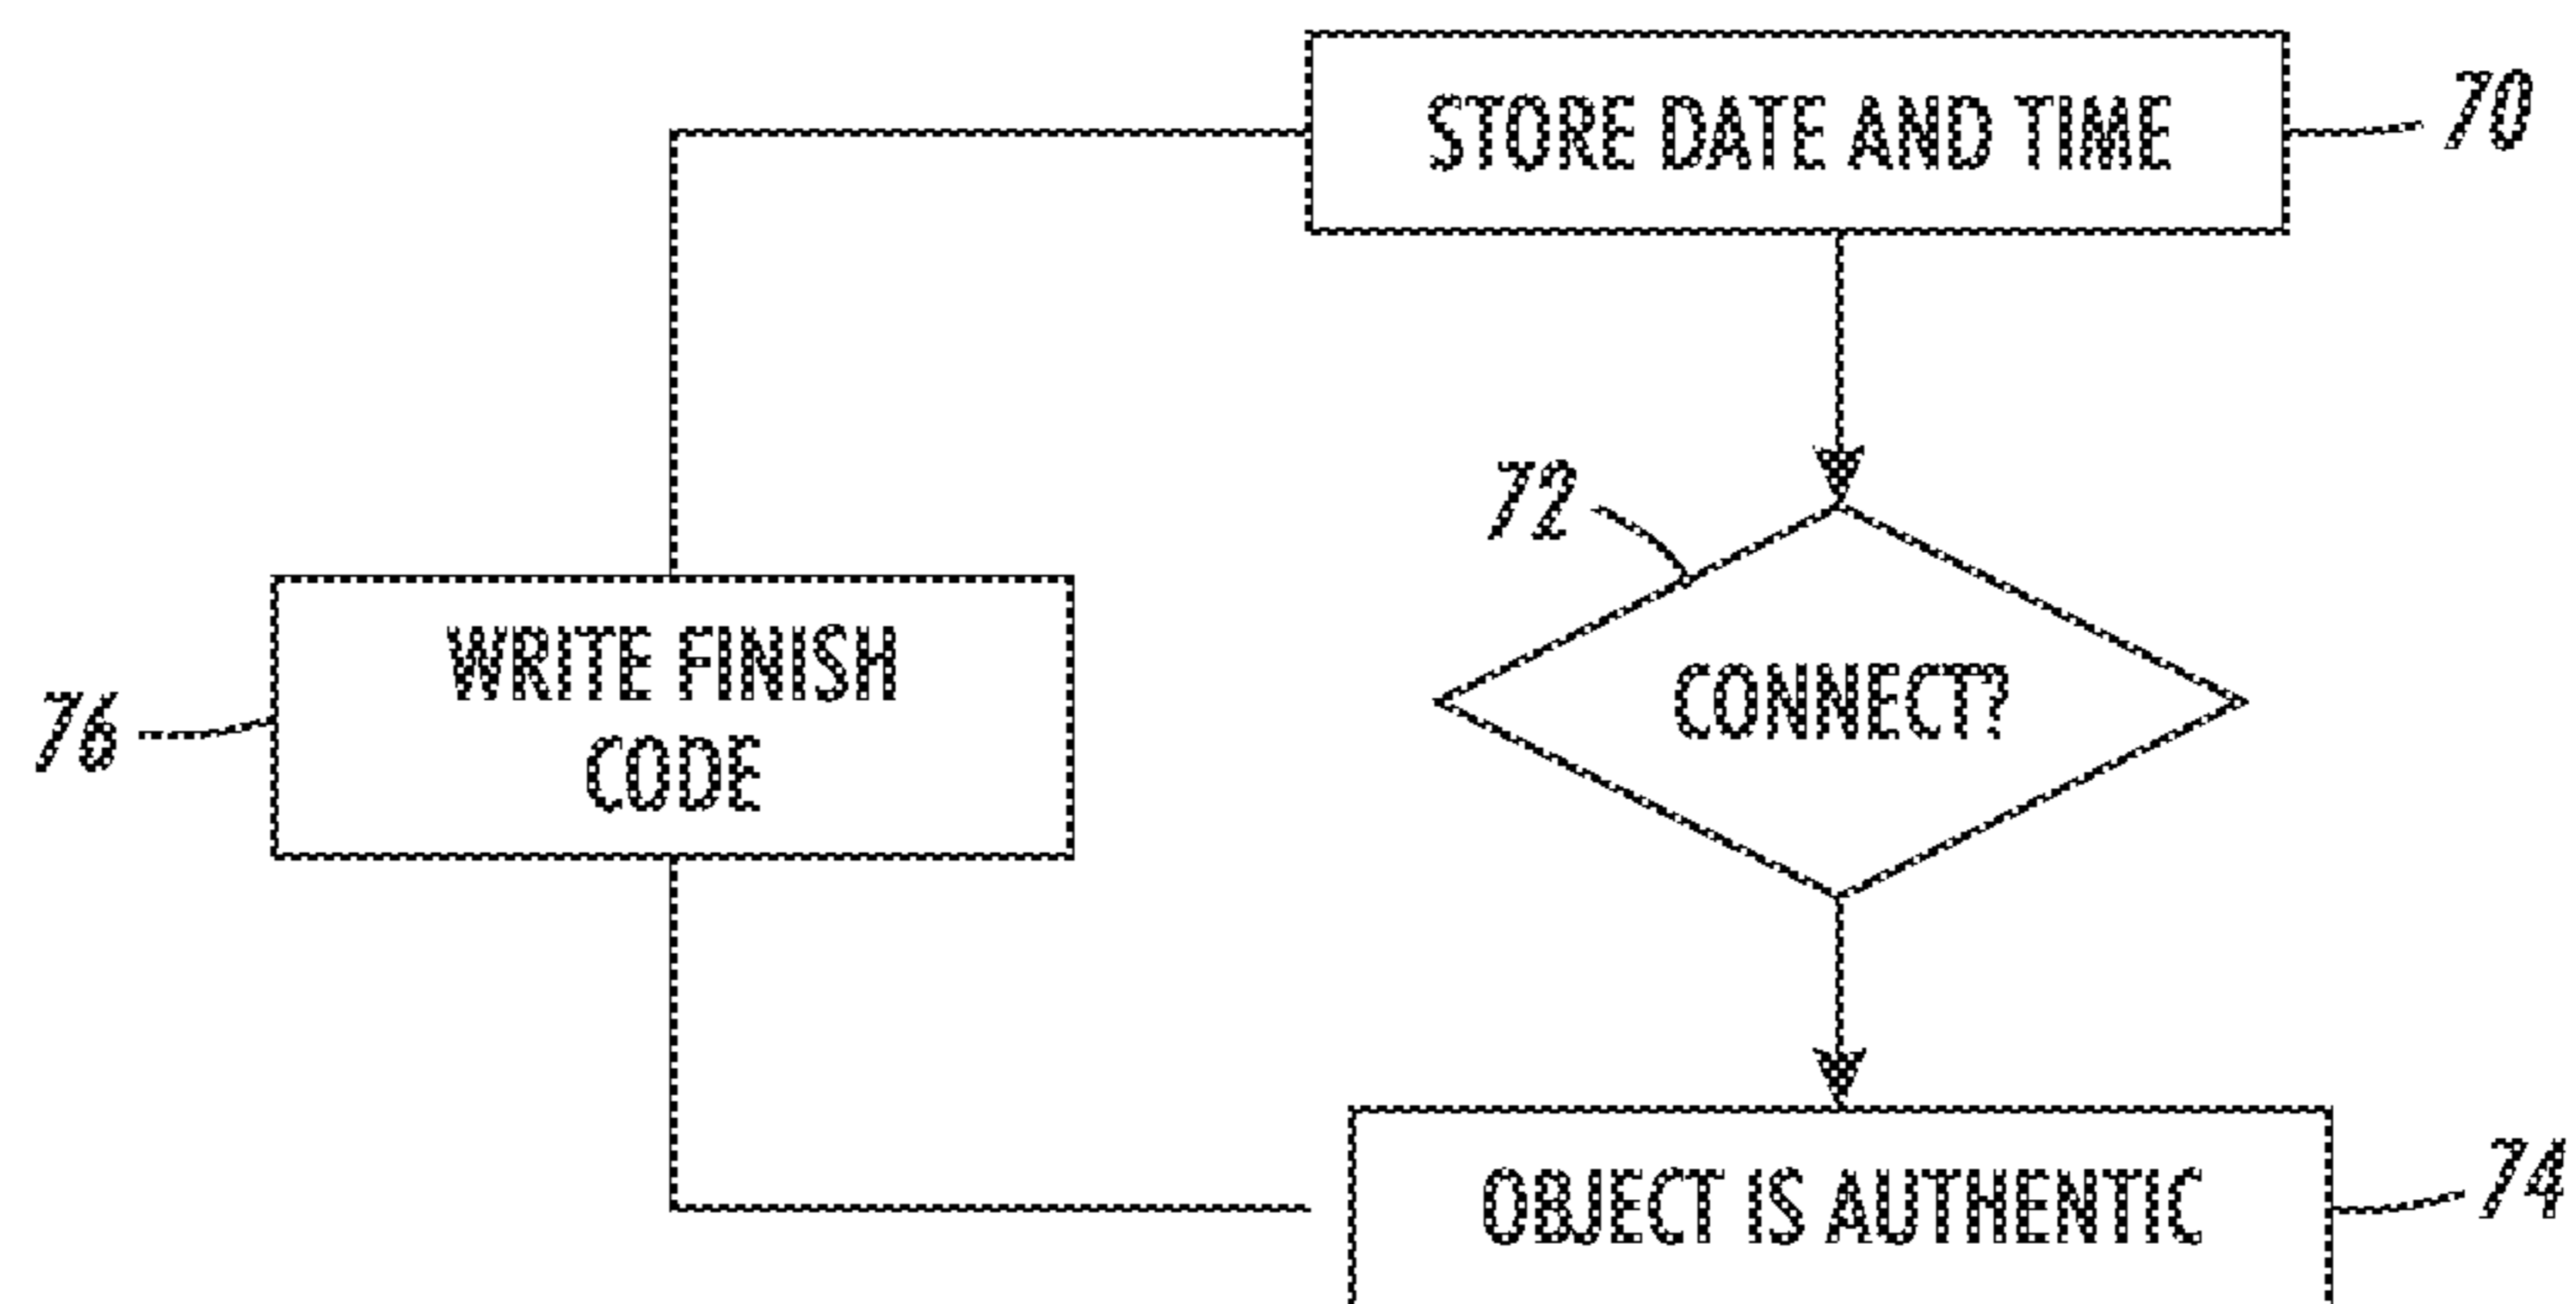 STORE DATE AND TIME
70
72
CONNECT?
WRITE FINISH
CODE
76
OBJECT IS AUTHENTIC
74